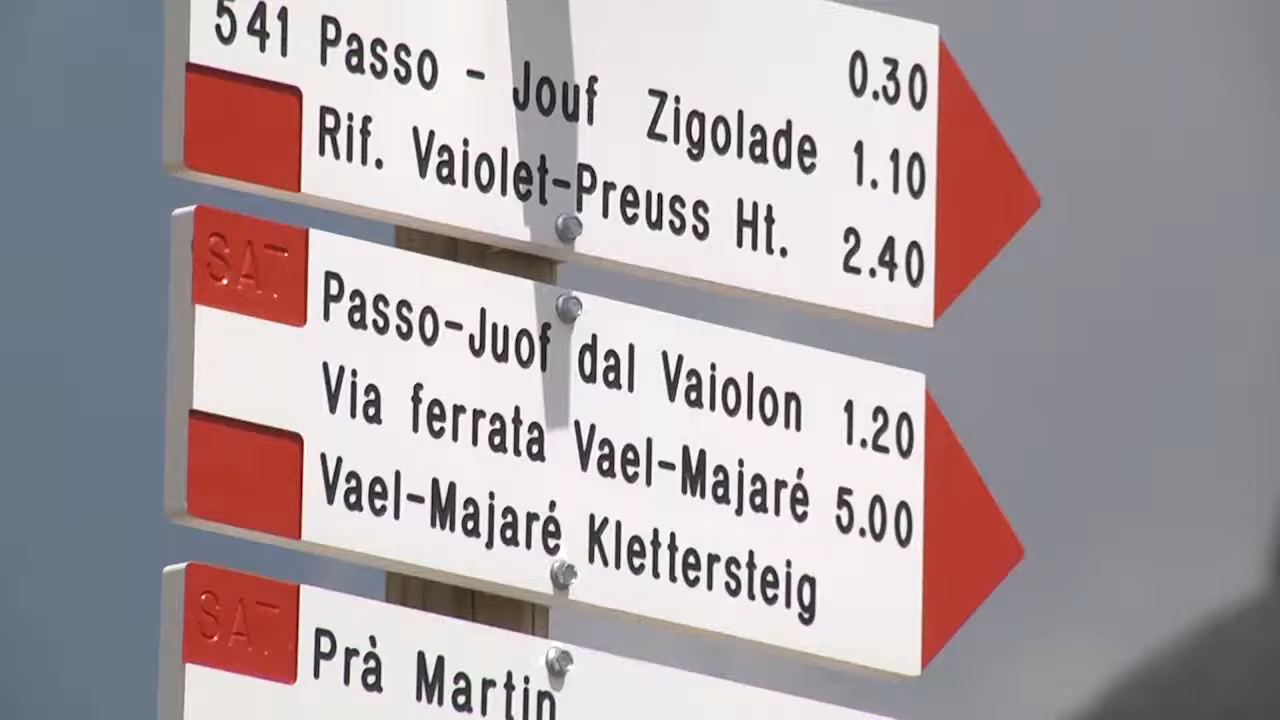 0.30
541 Passo - Jouf Zigolade 1.10
Rif. Vaiolet-Preuss Ht. 2.40
SAT
Passo-Juof dal Vaiolon 1.20
Via ferrata Vael-Majaré 5.00
Vael-Majaré Klettersteig
SAT
Prà Martin